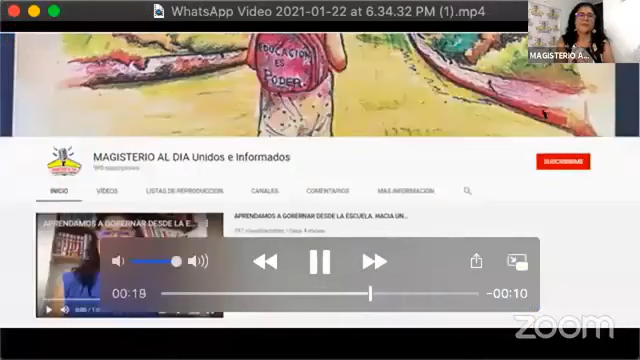 WhatsApp Video 2021-01-22 at 6.34.32 PM (1).mp4
MAGISTERIO A...
EDUCACIÓN
ES
PODER.
MAGISTERIO AL DIA Unidos e Informados
SUSCRIBIRME
INICIO
VÍDEOS
LISTAS DE REPRODUCCIÓN
CANALES
COMENTARIOS
MÁS INFORMACIÓN
APRENDAMOS A GOBERNAR DESDE LA E...
APRENDAMOS A GOBERNAR DESDE LA ESCUELA. HACIA UN...
00:18
-00:10
zoom